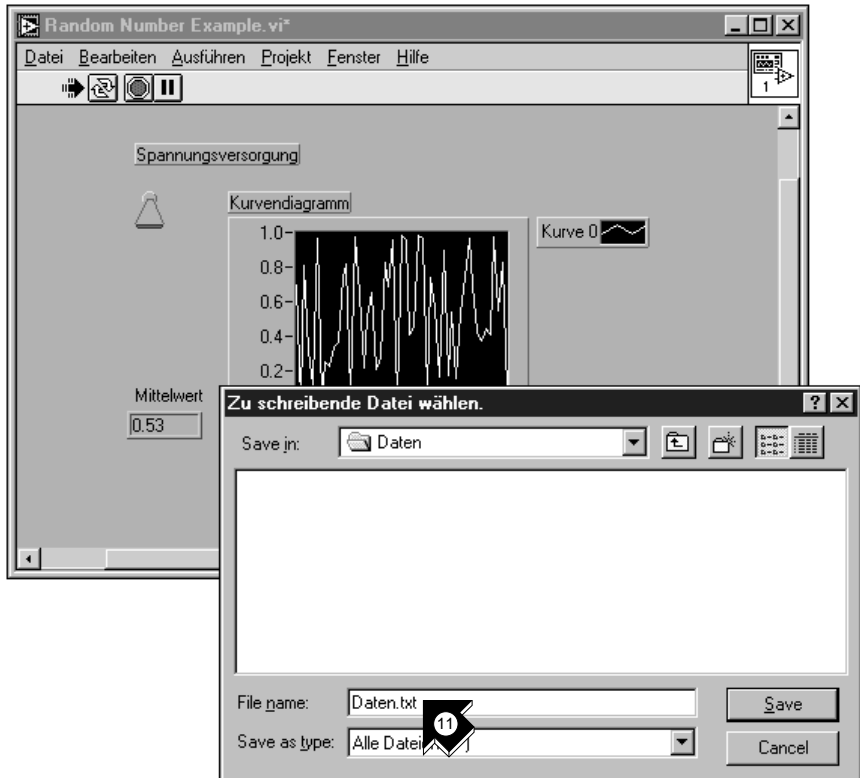 Random Number Example.vi*
Datei Bearbeiten Ausführen Projekt Fenster Hilfe
1
Spannungsversorgung
Kurvendiagramm
1.0
Kurve 0
0.8
0.6
0.4
0.2
Mittelwert
0.53
Zu schreibende Datei wählen.
Save in: Daten
File name: Daten.txt
Save
11
Save as type: Alle
Cancel